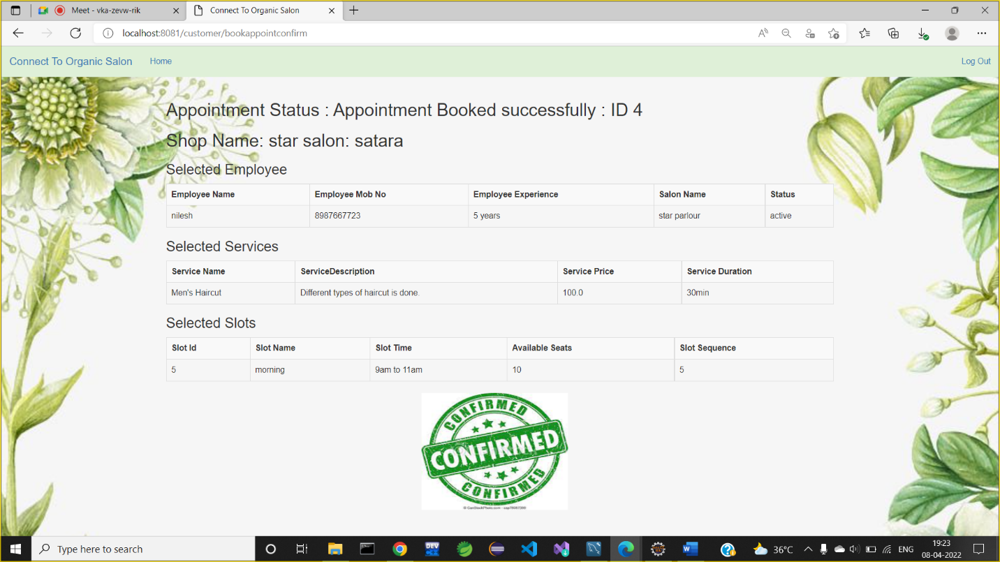 Meet - vka-zevw-rik
Connect To Organic Salon
localhost:8081/customer/bookappointconfirm
Connect To Organic Salon Home Log Out
Appointment Status : Appointment Booked successfully : ID 4
Shop Name: star salon: satara
Selected Employee
Employee Name Employee Mob No Employee Experience Salon Name Status
nilesh 8987667723 5 years star parlour active
Selected Services
Service Name ServiceDescription Service Price Service Duration
Men's Haircut Different types of haircut is done. 100.0 30min
Selected Slots
Slot Id Slot Name Slot Time Available Seats Slot Sequence
5 morning 9am to 11am 10 5
CONFIRMED
CONFIRMED
CONFIRMED
© CanStockPhoto.com
Type here to search
DEV
36°C
ENG
19:23
08-04-2022